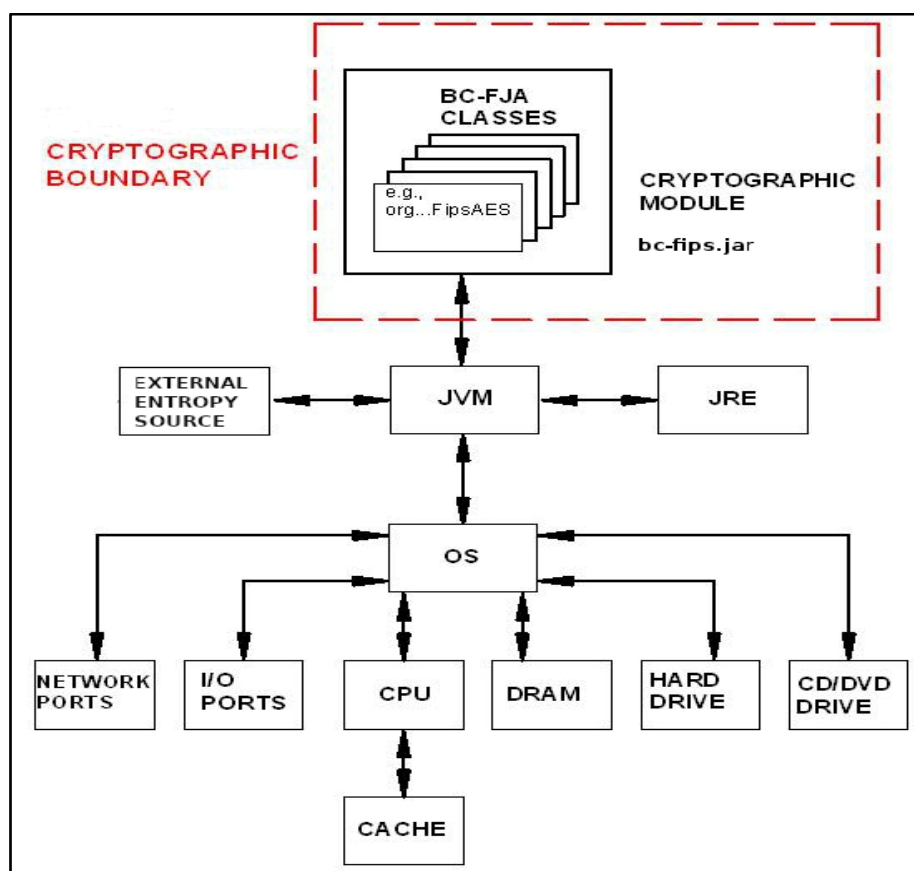 BC-FJA
CLASSES
CRYPTOGRAPHIC
BOUNDARY
e.g.,
org...FipsAES
CRYPTOGRAPHIC
MODULE
bc-fips.jar
EXTERNAL
ENTROPY
SOURCE
JVM
JRE
OS
NETWORK
PORTS
I/O
PORTS
CPU
DRAM
HARD
DRIVE
CD/DVD
DRIVE
CACHE